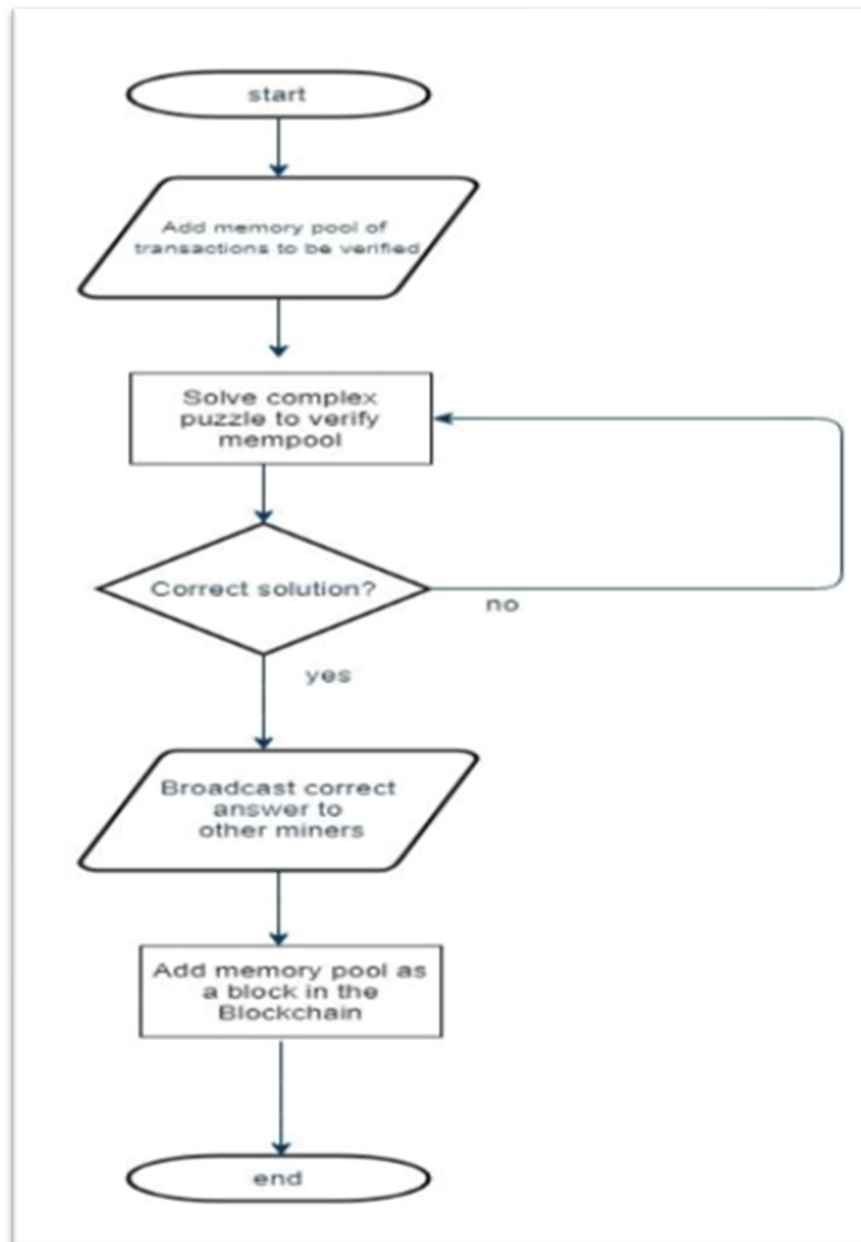 start
Add memory pool of
transactions to be verified
Solve complex
puzzle to verify
mempool
Correct solution?
no
yes
Broadcast correct
answer to
other miners
Add memory pool as
a block in the
Blockchain
end